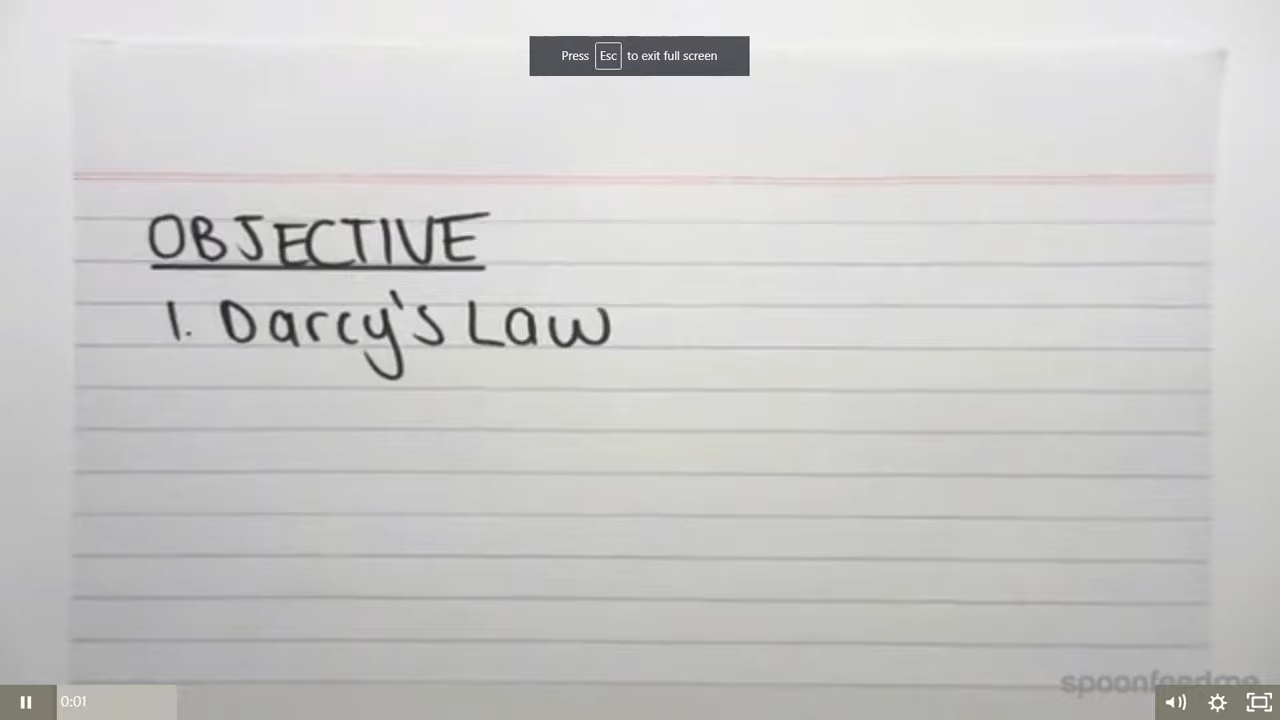 Press Esc to exit full screen
OBJECTIVE
1. Darcy's Law
spoonfeedme
0:01